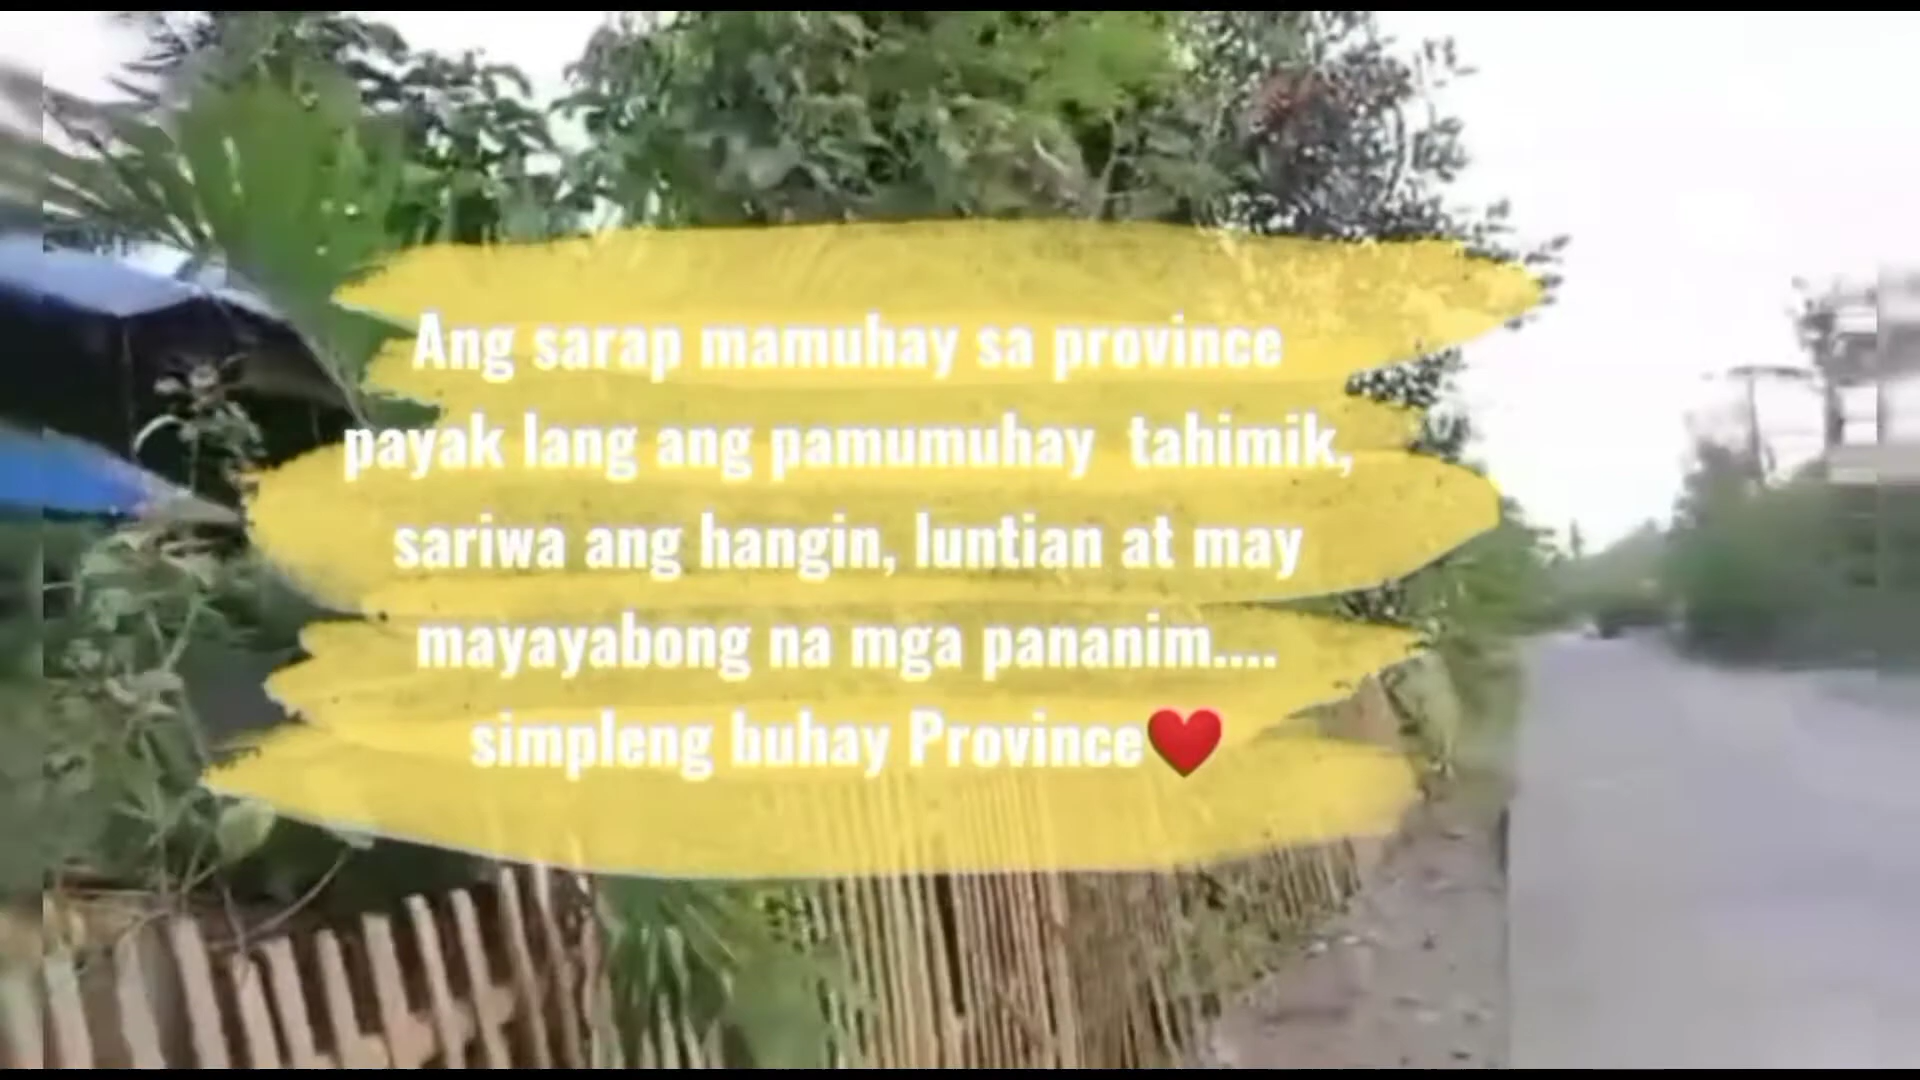 Ang sarap mamuhay sa province
payak lang ang pamumuhay  tahimik,
sariwa ang hangin, luntian at may
mayayabong na mga pananim....
simpleng buhay Province❤️